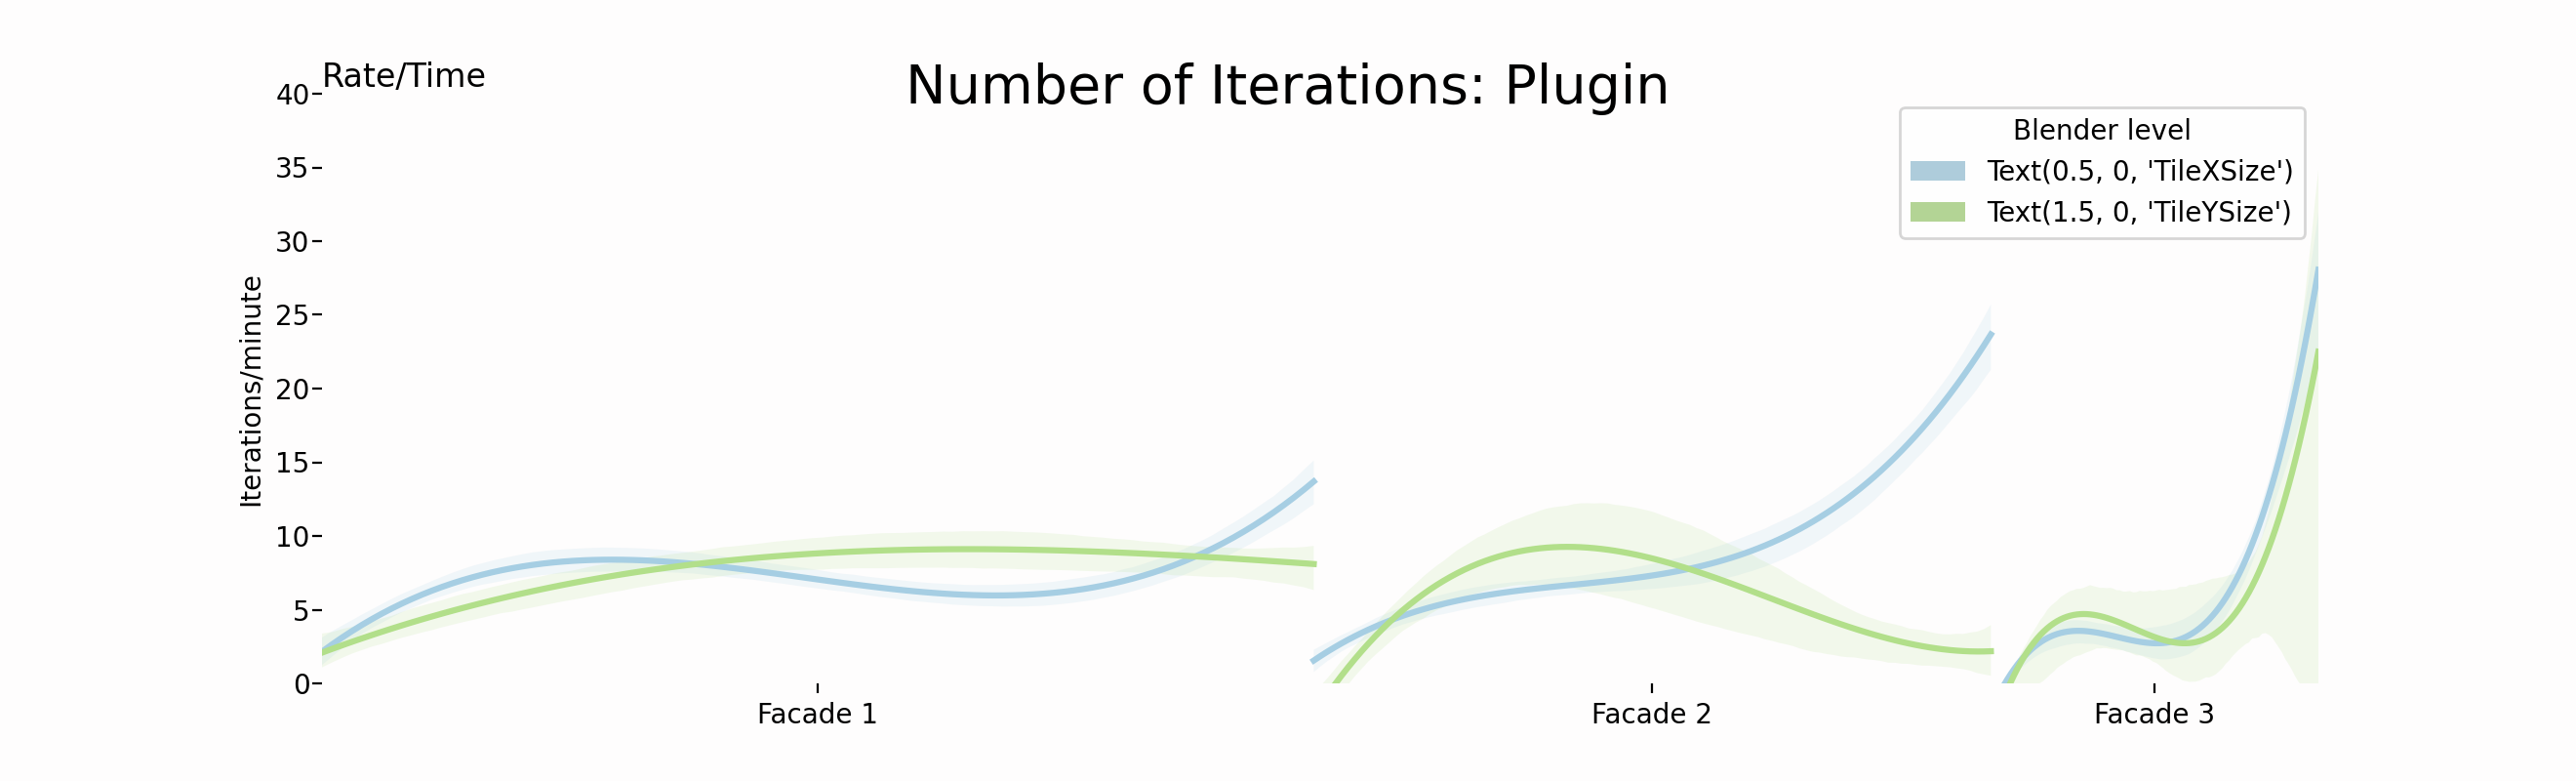 Number of Iterations: Plugin
Rate/Time
40
35
30
25
20
15
10
5
0
Iterations/minute
Blender level
Text(0.5, 0, 'TileXSize')
Text(1.5, 0, 'TileYSize')
Facade 1
Facade 2
Facade 3